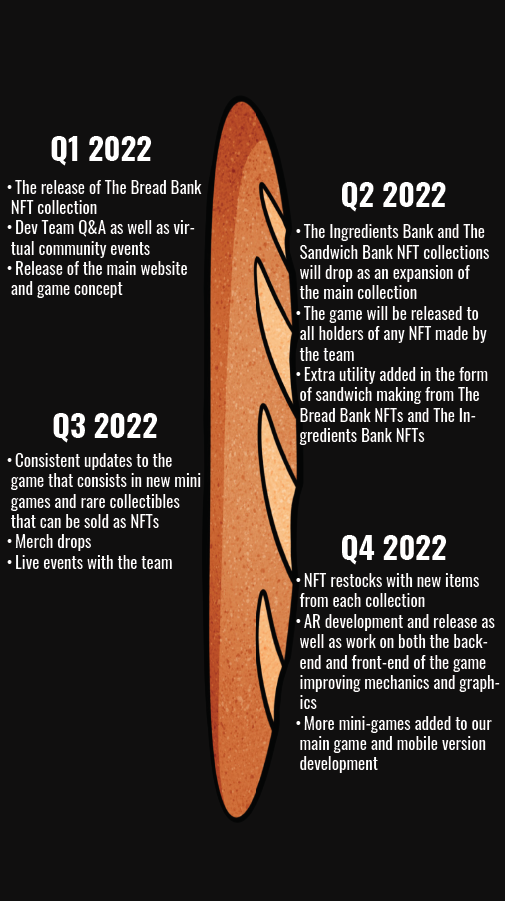 Q1 2022
• The release of The Bread Bank
NFT collection
• Dev Team Q&A as well as vir-
tual community events
• Release of the main website
and game concept
Q2 2022
• The Ingredients Bank and The
Sandwich Bank NFT collections
will drop as an expansion of
the main collection
• The game will be released to
all holders of any NFT made by
the team
• Extra utility added in the form
of sandwich making from The
Bread Bank NFTs and The In-
gredients Bank NFTs
Q3 2022
• Consistent updates to the
game that consists in new mini
games and rare collectibles
that can be sold as NFTs
• Merch drops
• Live events with the team
Q4 2022
• NFT restocks with new items
from each collection
• AR development and release as
well as work on both the back-
end and front-end of the game
improving mechanics and graph-
ics
• More mini-games added to our
main game and mobile version
development